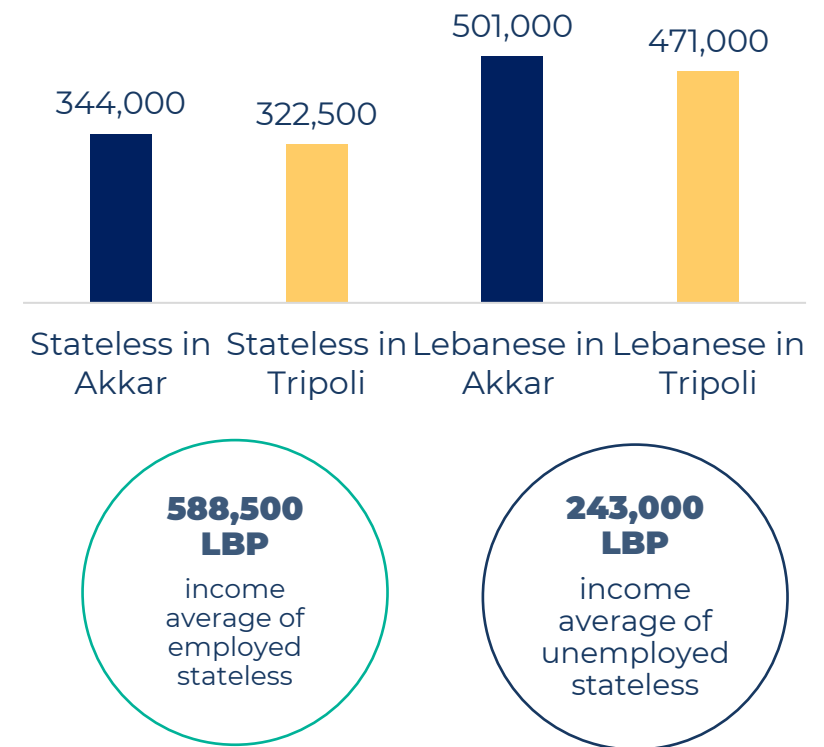 344,000
322,500
501,000
471,000
Stateless in
Akkar
Stateless in
Tripoli
Lebanese in
Akkar
Lebanese in
Tripoli
588,500
LBP
income
average of
employed
stateless
243,000
LBP
income
average of
unemployed
stateless